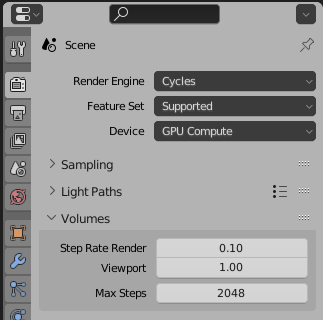 Scene
Render Engine Cycles
Feature Set Supported
Device GPU Compute
Sampling
Light Paths
Volumes
Step Rate Render 0.10
Viewport 1.00
Max Steps 2048